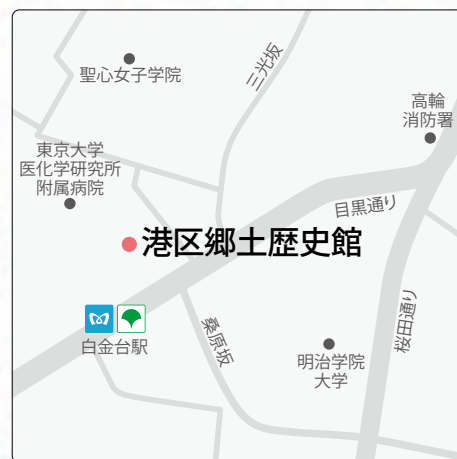 聖心女子学院
三光坂
高輪
消防署
東京大学
医化学研究所
附属病院
目黒通り
港区郷土歴史館
桜田通り
白金台駅
桑原坂
明治学院
大学